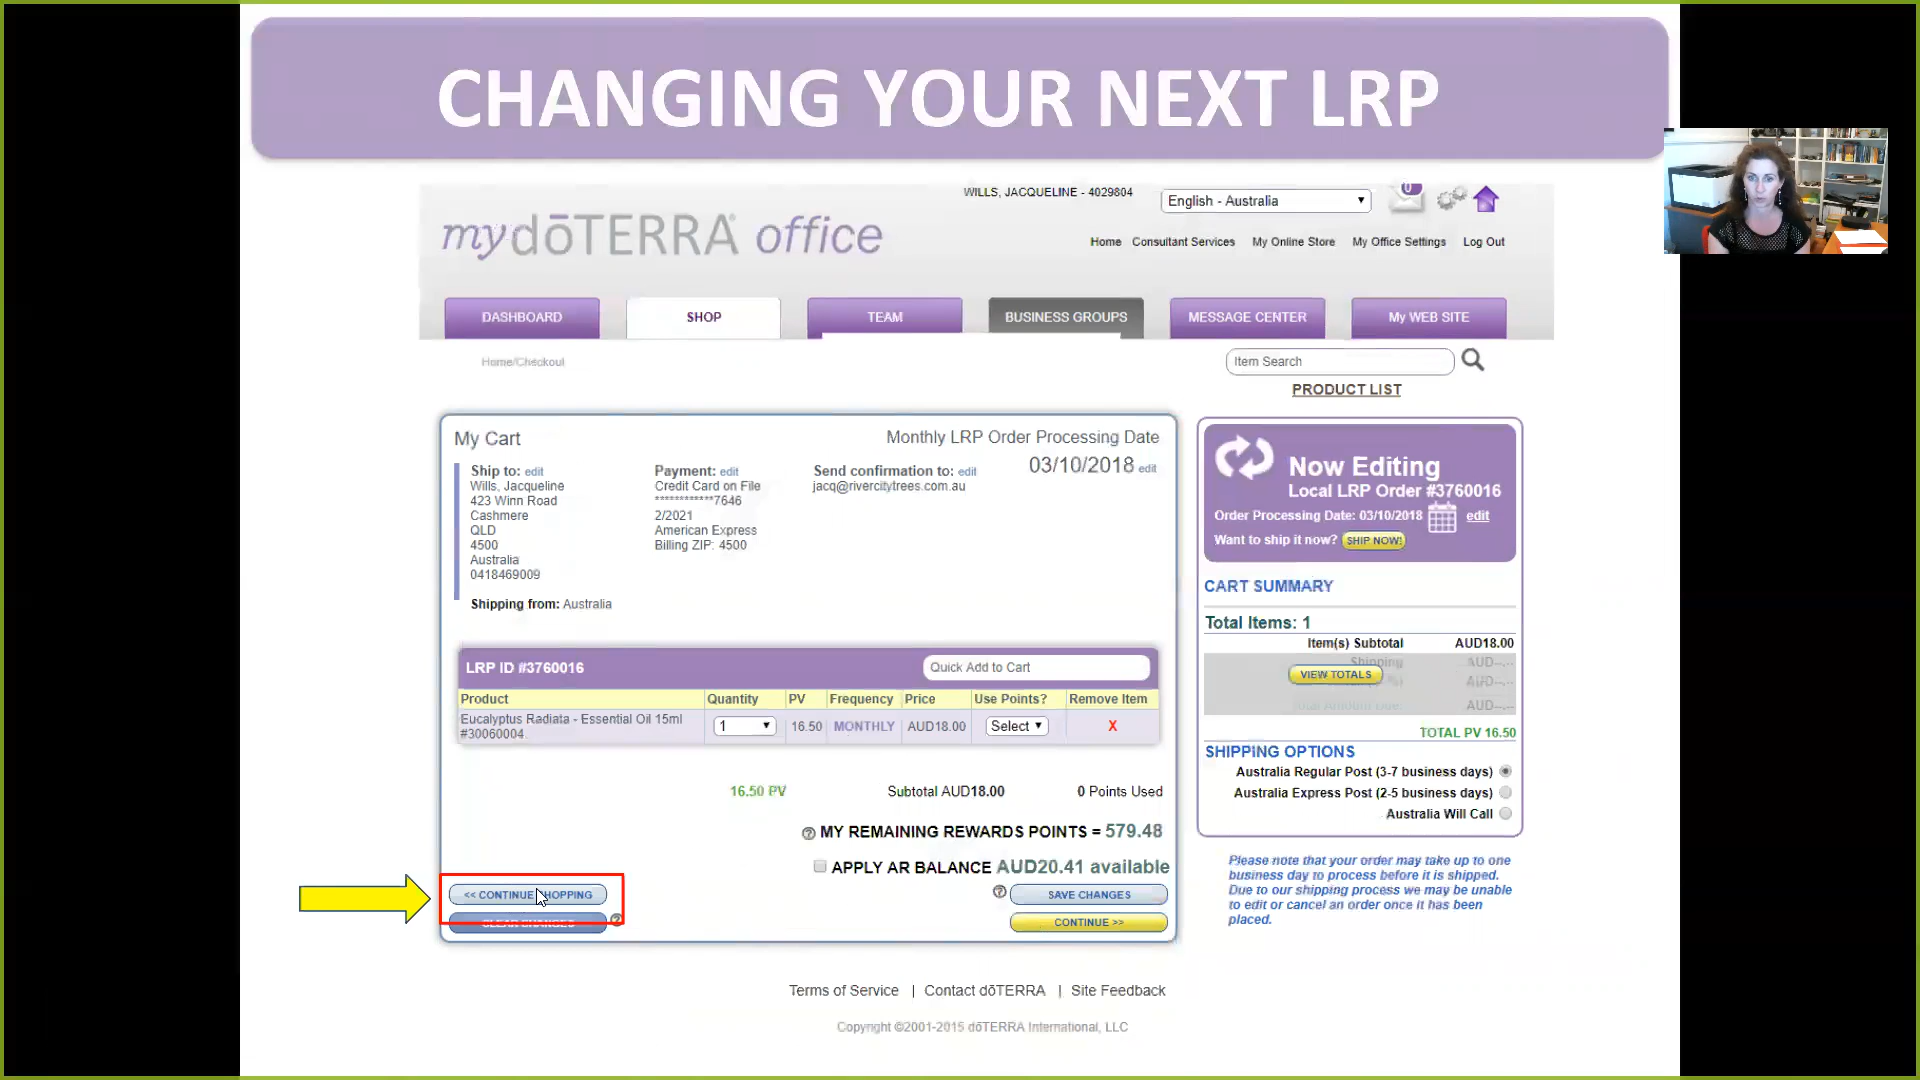 CHANGING YOUR NEXT LRP
WILLS, JACQUELINE - 4029804
English - Australia
0
mydōTERRA® office
Home Consultant Services My Online Store My Office Settings Log Out
DASHBOARD SHOP TEAM BUSINESS GROUPS MESSAGE CENTER My WEB SITE
Home/Checkout
Item Search
PRODUCT LIST
My Cart
Monthly LRP Order Processing Date
03/10/2018 edit
Ship to: edit
Wills, Jacqueline
423 Winn Road
Cashmere
QLD
4500
Australia
0418469009
Shipping from: Australia
Payment: edit
Credit Card on File
************7646
2/2021
American Express
Billing ZIP: 4500
Send confirmation to: edit
jacq@rivercitytrees.com.au
LRP ID #3760016
Quick Add to Cart
Product Quantity PV Frequency Price Use Points? Remove Item
Eucalyptus Radiata - Essential Oil 15ml
#30060004
1 16.50 MONTHLY AUD18.00 Select X
16.50 PV Subtotal AUD18.00 0 Points Used
MY REMAINING REWARDS POINTS = 579.48
APPLY AR BALANCE AUD20.41 available
<< CONTINUE SHOPPING
SAVE CHANGES
CLEAR CHANGES
CONTINUE >>
Now Editing
Local LRP Order #3760016
Order Processing Date: 03/10/2018 edit
Want to ship it now? SHIP NOW!
CART SUMMARY
Total Items: 1
Item(s) Subtotal AUD18.00
Shipping AUD--.--
VIEW TOTALS
AUD--.--
Total Amount Due: AUD--.--
TOTAL PV 16.50
SHIPPING OPTIONS
Australia Regular Post (3-7 business days)
Australia Express Post (2-5 business days)
Australia Will Call
Please note that your order may take up to one
business day to process before it is shipped.
Due to our shipping process we may be unable
to edit or cancel an order once it has been
placed.
Terms of Service | Contact dōTERRA | Site Feedback
Copyright ©2001-2015 dōTERRA International, LLC